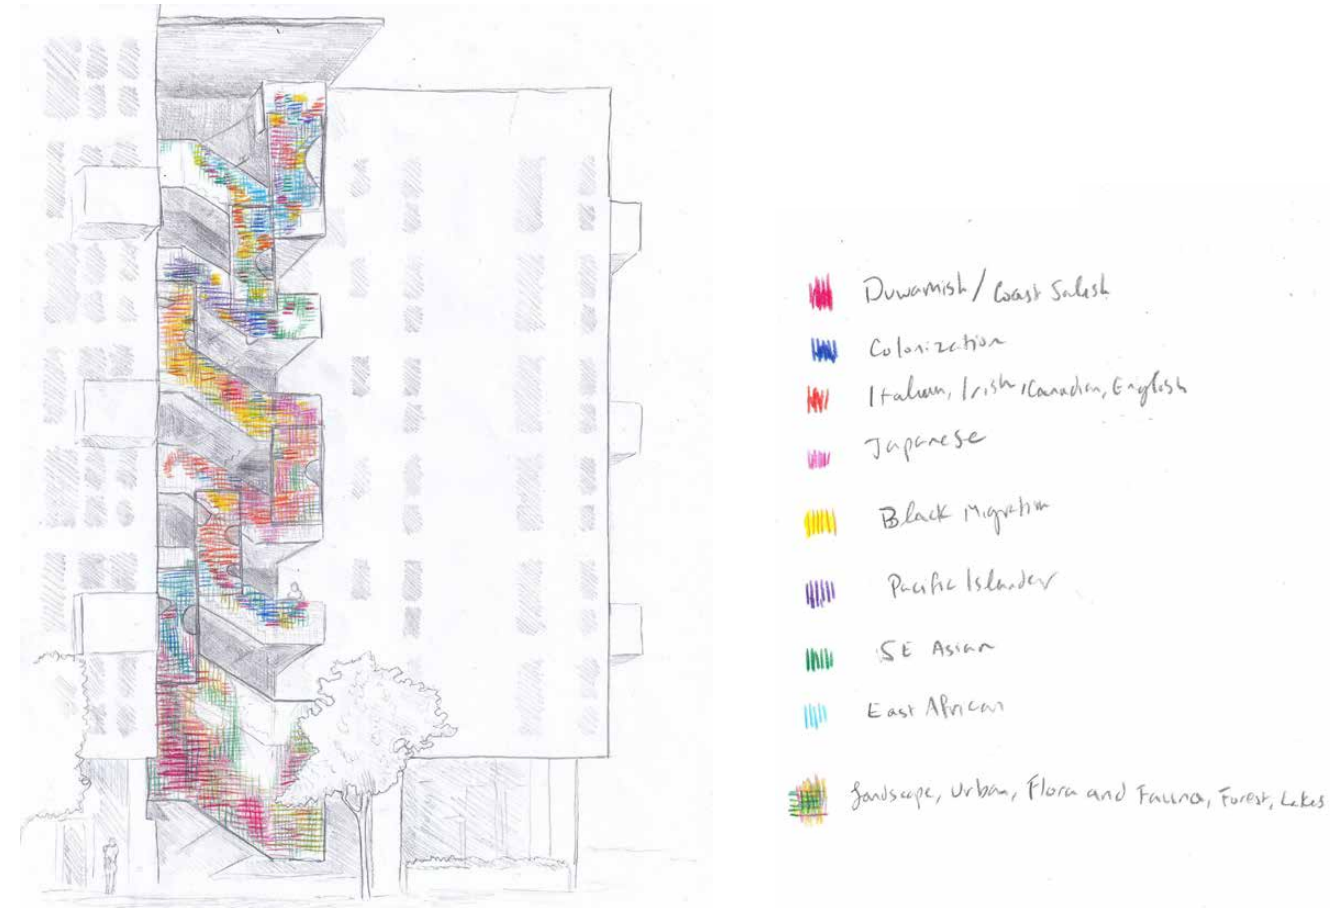 Duwamish / Coast Salish
Colonization
Italian, Irish, Canadian, English
Japanese
Black Migration
Pacific Islander
SE Asian
East African
Landscape, Urban, Flora and Fauna, Forest, Lakes